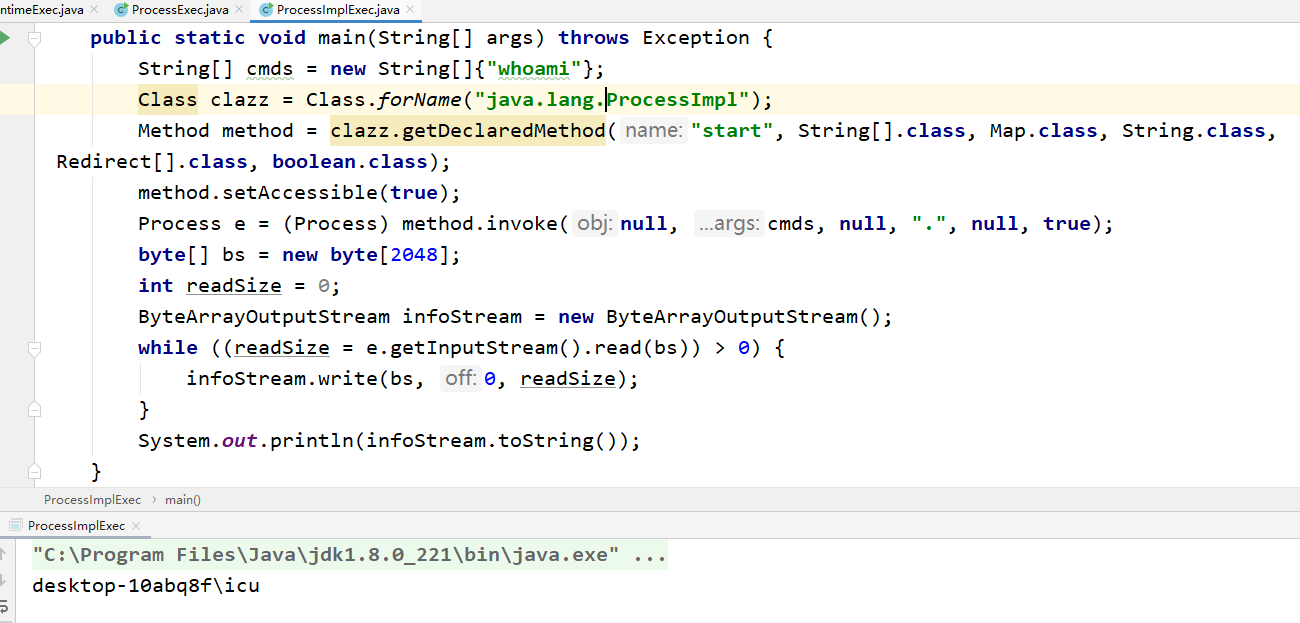 ntimeExec.java ProcessExec.java ProcessImplExec.java
public static void main(String[] args) throws Exception {
String[] cmds = new String[]{"whoami"};
Class clazz = Class.forName("java.lang.ProcessImpl");
Method method = clazz.getDeclaredMethod( name: "start", String[].class, Map.class, String.class,
Redirect[].class, boolean.class);
method.setAccessible(true);
Process e = (Process) method.invoke( obj: null, ...args: cmds, null, ".", null, true);
byte[] bs = new byte[2048];
int readSize = 0;
ByteArrayOutputStream infoStream = new ByteArrayOutputStream();
while ((readSize = e.getInputStream().read(bs)) > 0) {
infoStream.write(bs, off: 0, readSize);
}
System.out.println(infoStream.toString());
}
ProcessImplExec › main()
ProcessImplExec
"C:\Program Files\Java\jdk1.8.0_221\bin\java.exe" ...
desktop-10abq8f\icu